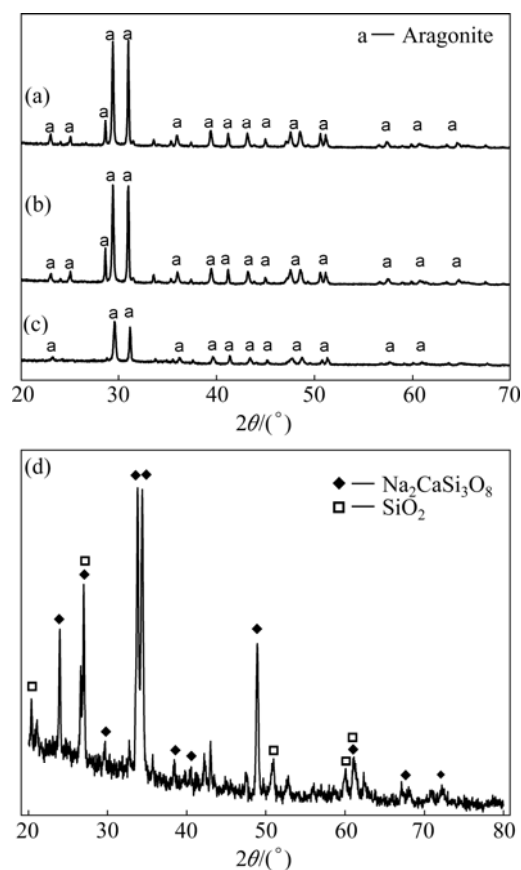 a — Aragonite
(a)
a a a a a a a a a a a a a a a a
(b)
a a a a a a a a a a a a a a a a
(c)
a a a a a a a a a a a a
20 30 40 50 60 70
2θ/(°)
(d)
◆ — Na₂CaSi₃O₈
□ — SiO₂
20 30 40 50 60 70 80
2θ/(°)